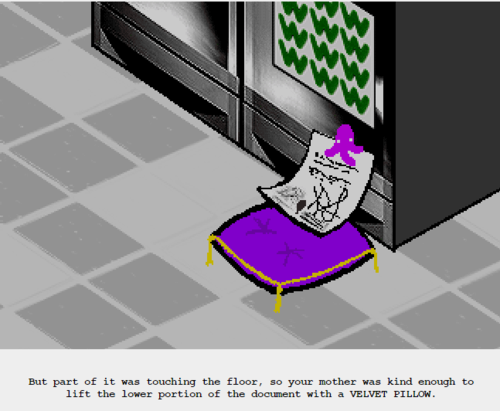 But part of it was touching the floor, so your mother was kind enough to
lift the lower portion of the document with a VELVET PILLOW.